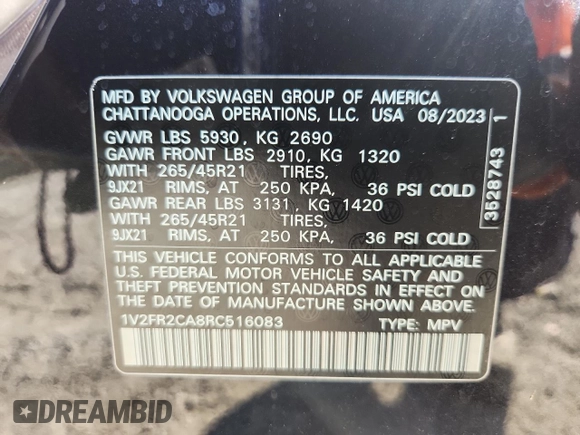 MFD BY VOLKSWAGEN GROUP OF AMERICA
CHATTANOOGA OPERATIONS, LLC. USA 08/2023
GVWR LBS 5930, KG 2690
GAWR FRONT LBS 2910, KG 1320
WITH 265/45R21 TIRES,
9JX21 RIMS, AT 250 KPA, 36 PSI COLD
GAWR REAR LBS 3131, KG 1420
WITH 265/45R21 TIRES,
9JX21 RIMS, AT 250 KPA, 36 PSI COLD
THIS VEHICLE CONFORMS TO ALL APPLICABLE
U.S. FEDERAL MOTOR VEHICLE SAFETY AND
THEFT PREVENTION STANDARDS IN EFFECT ON
THE DATE OF MANUFACTURE SHOWN ABOVE.
1V2FR2CA8RC516083 TYPE: MPV
3528743 1
DREAMBID